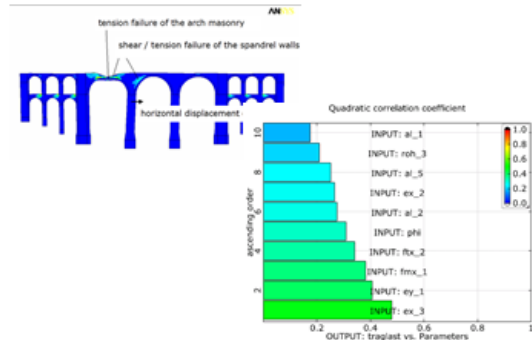 ANSYS
tension failure of the arch masonry
shear / tension failure of the spandrel walls
horizontal displacement
Quadratic correlation coefficient
INPUT: al_1
INPUT: roh_3
INPUT: al_5
INPUT: ex_2
INPUT: al_2
INPUT: phi
INPUT: ftx_2
INPUT: fmx_1
INPUT: ey_1
INPUT: ex_3
ascending order
10
8
6
4
2
1.0
0.8
0.6
0.4
0.2
0.0
0.2
0.4
0.6
0.8
1
OUTPUT: traglast vs. Parameters